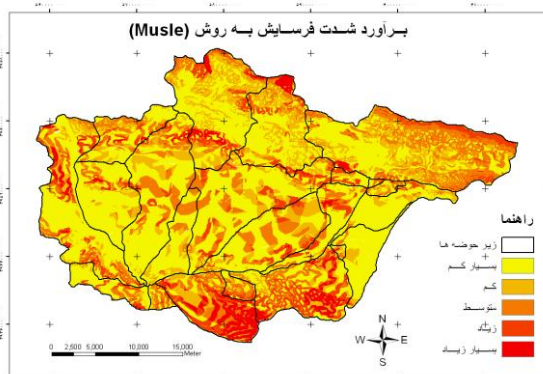 برآورد شدت فرسایش به روش (Musle)
راهنما
زیر حوضه ها
بسیار کم
کم
متوسط
زیاد
بسیار زیاد
N
W E
S
0 2,500 5,000 10,000 15,000
Meter